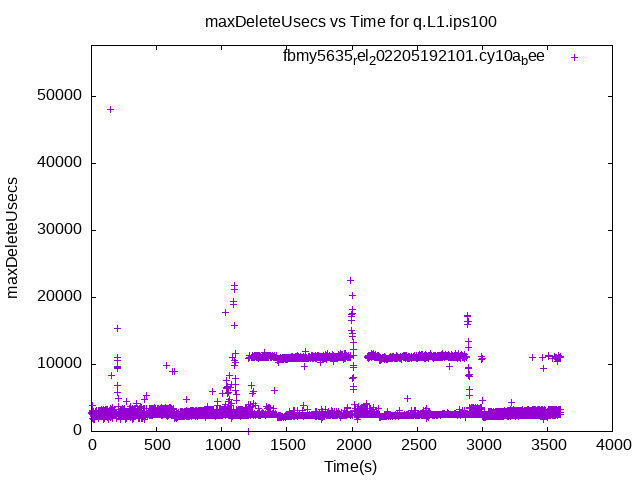 maxDeleteUsecs vs Time for q.L1.ips100
fbmy5635rel202205192101.cy10abee
50000
40000
30000
20000
10000
0
maxDeleteUsecs
0 500 1000 1500 2000 2500 3000 3500 4000
Time(s)